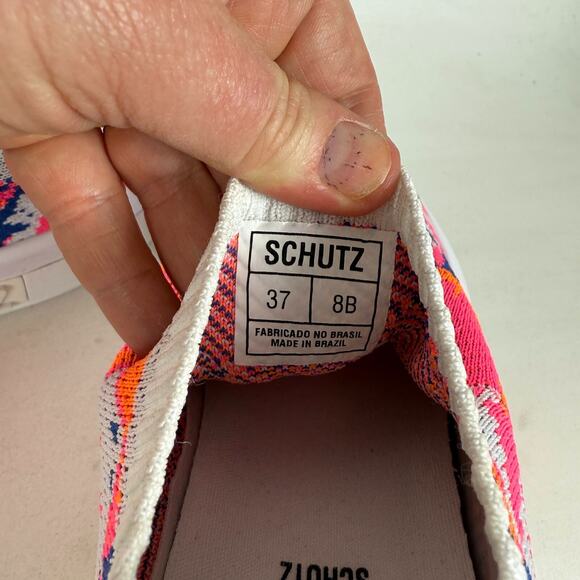 SCHUTZ
37 8B
FABRICADO NO BRASIL
MADE IN BRAZIL
SCHUTZ